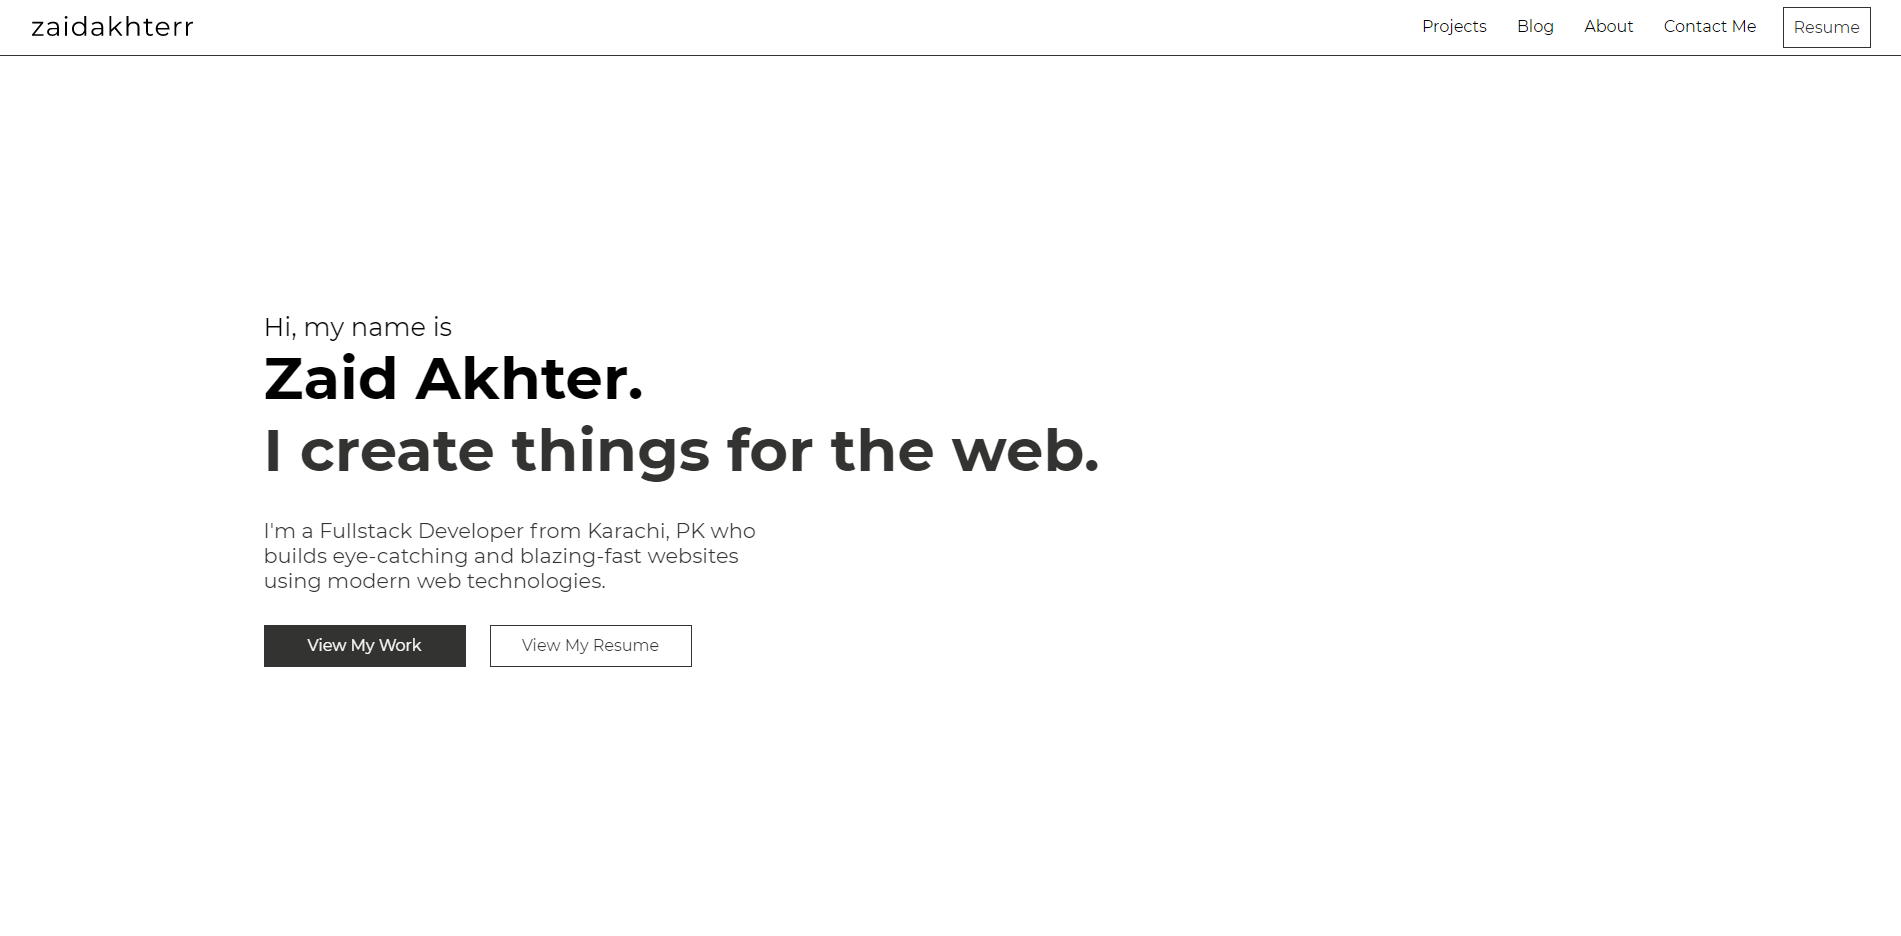 zaidakhterr
Projects Blog About Contact Me Resume
Hi, my name is
Zaid Akhter.
I create things for the web.
I'm a Fullstack Developer from Karachi, PK who
builds eye-catching and blazing-fast websites
using modern web technologies.
View My Work View My Resume